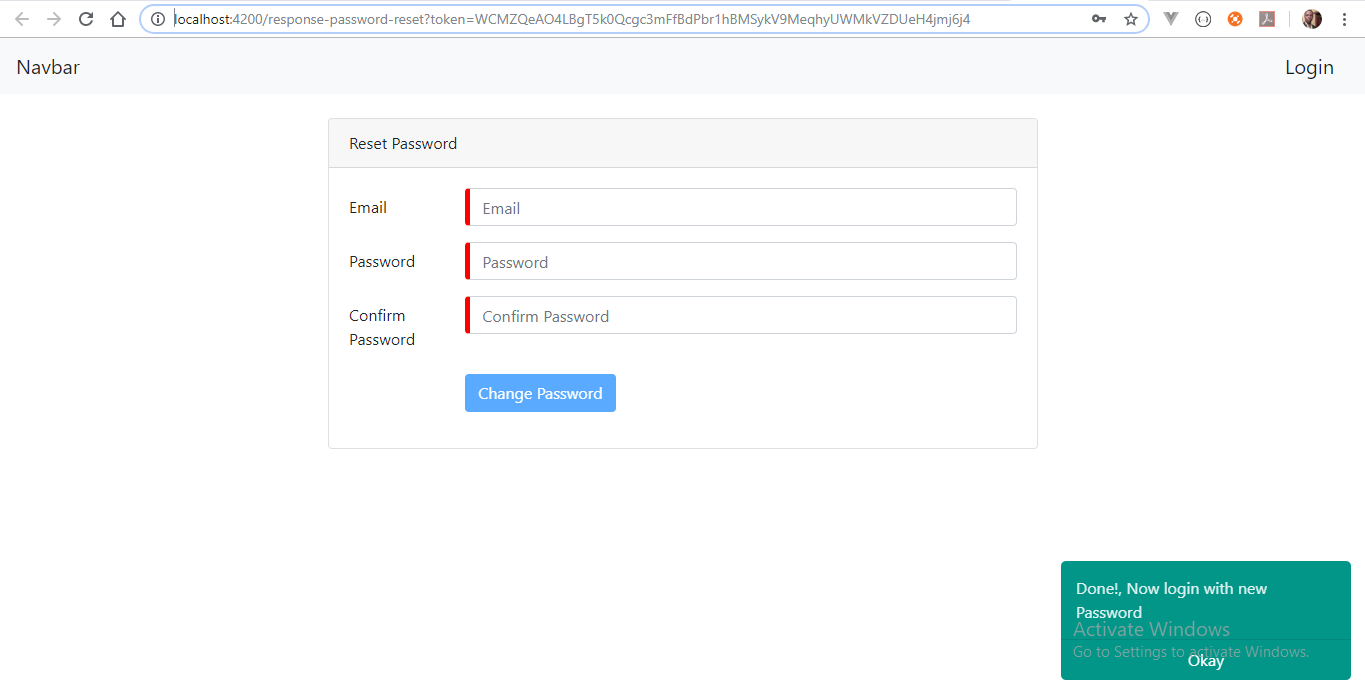 localhost:4200/response-password-reset?token=WCMZQeAO4LBgT5k0Qcgc3mFfBdPbr1hBMSykV9MeqhyUWMkVZDUeH4jmj6j4
Navbar
Login
Reset Password
Email
Email
Password
Password
Confirm
Password
Confirm Password
Change Password
Done!, Now login with new
Password
Activate Windows
Go to Settings to activate Windows.
Okay